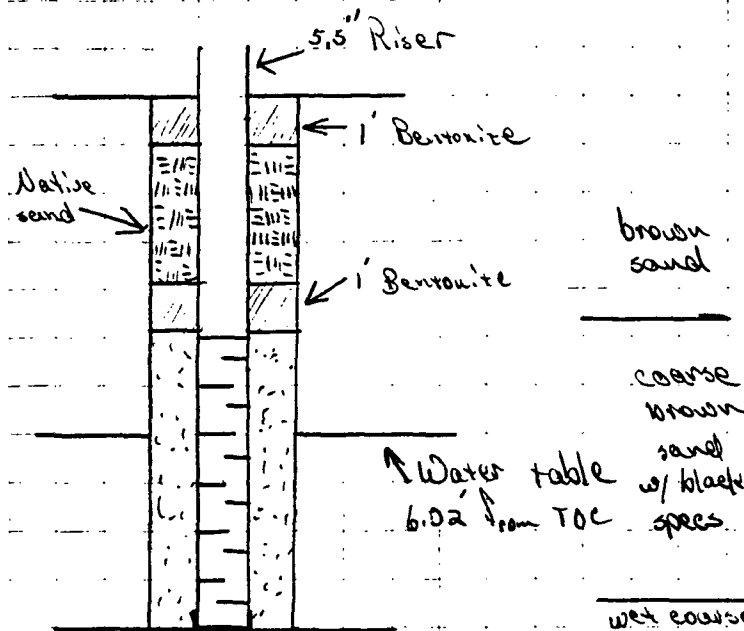 5.5" Riser
1' Bentonite
Native
sand
brown
sand
1' Bentonite
coarse
brown
sand
w/ black
specs
Water table
6.02' from TOC
wet coarse